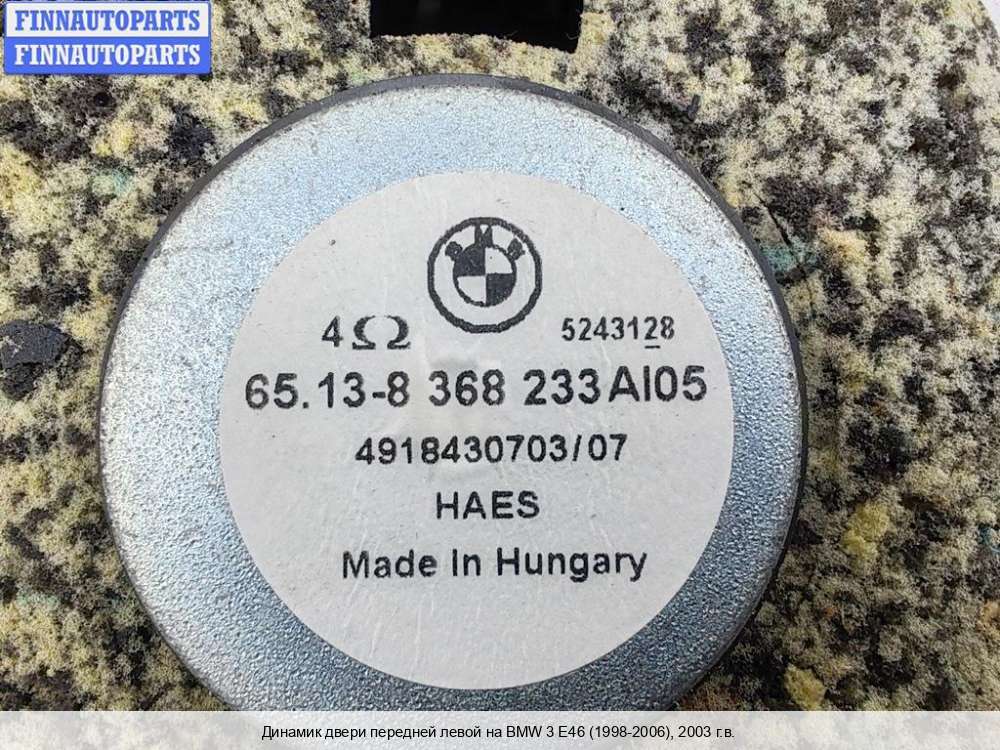 FINNAUTOPARTS
FINNAUTOPARTS
BMW
4Ω 5243128
65.13-8 368 233AI05
4918430703/07
HAES
Made In Hungary
Динамик двери передней левой на BMW 3 E46 (1998-2006), 2003 г.в.